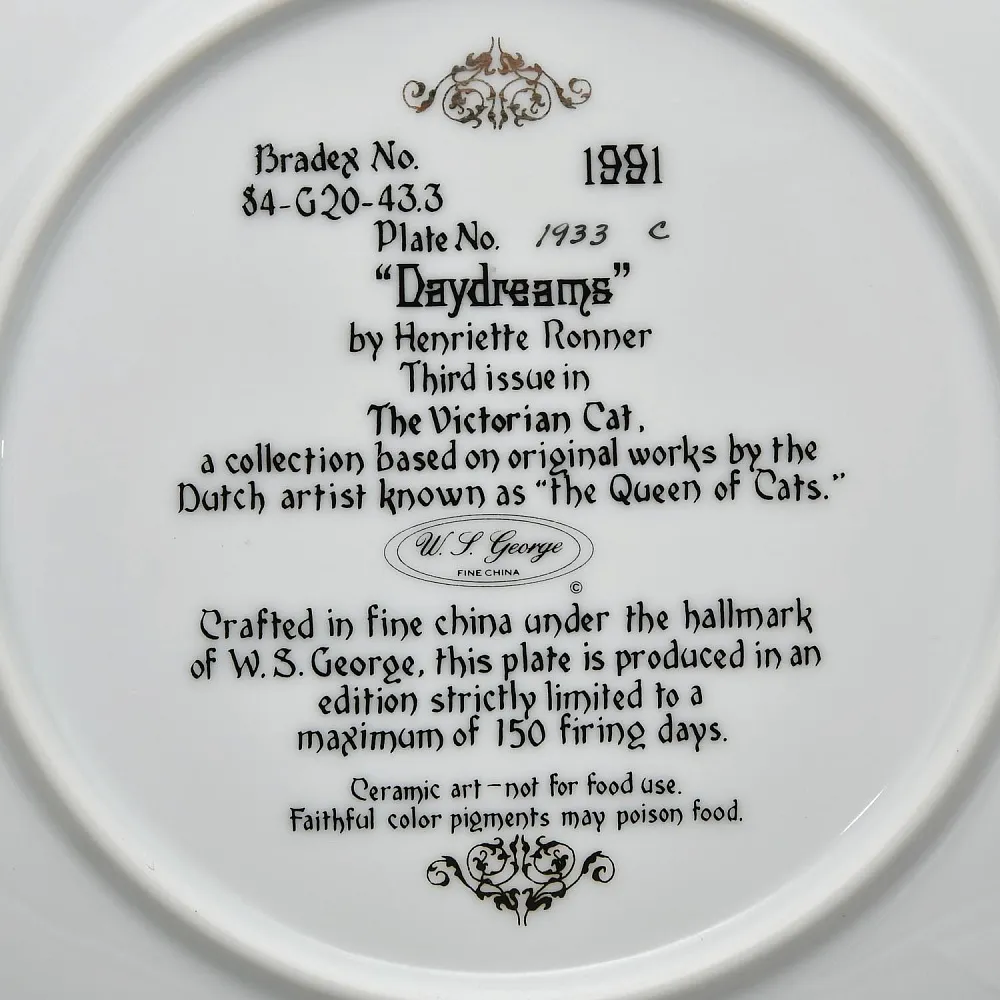 Bradex No.
84-G20-43.3
1991
Plate No. 1933 C
"Daydreams"
by Henriette Ronner
Third issue in
The Victorian Cat,
a collection based on original works by the
Dutch artist known as "the Queen of Cats."
W. S. George
FINE CHINA
©
Crafted in fine china under the hallmark
of W. S. George, this plate is produced in an
edition strictly limited to a
maximum of 150 firing days.
Ceramic art – not for food use.
Faithful color pigments may poison food.